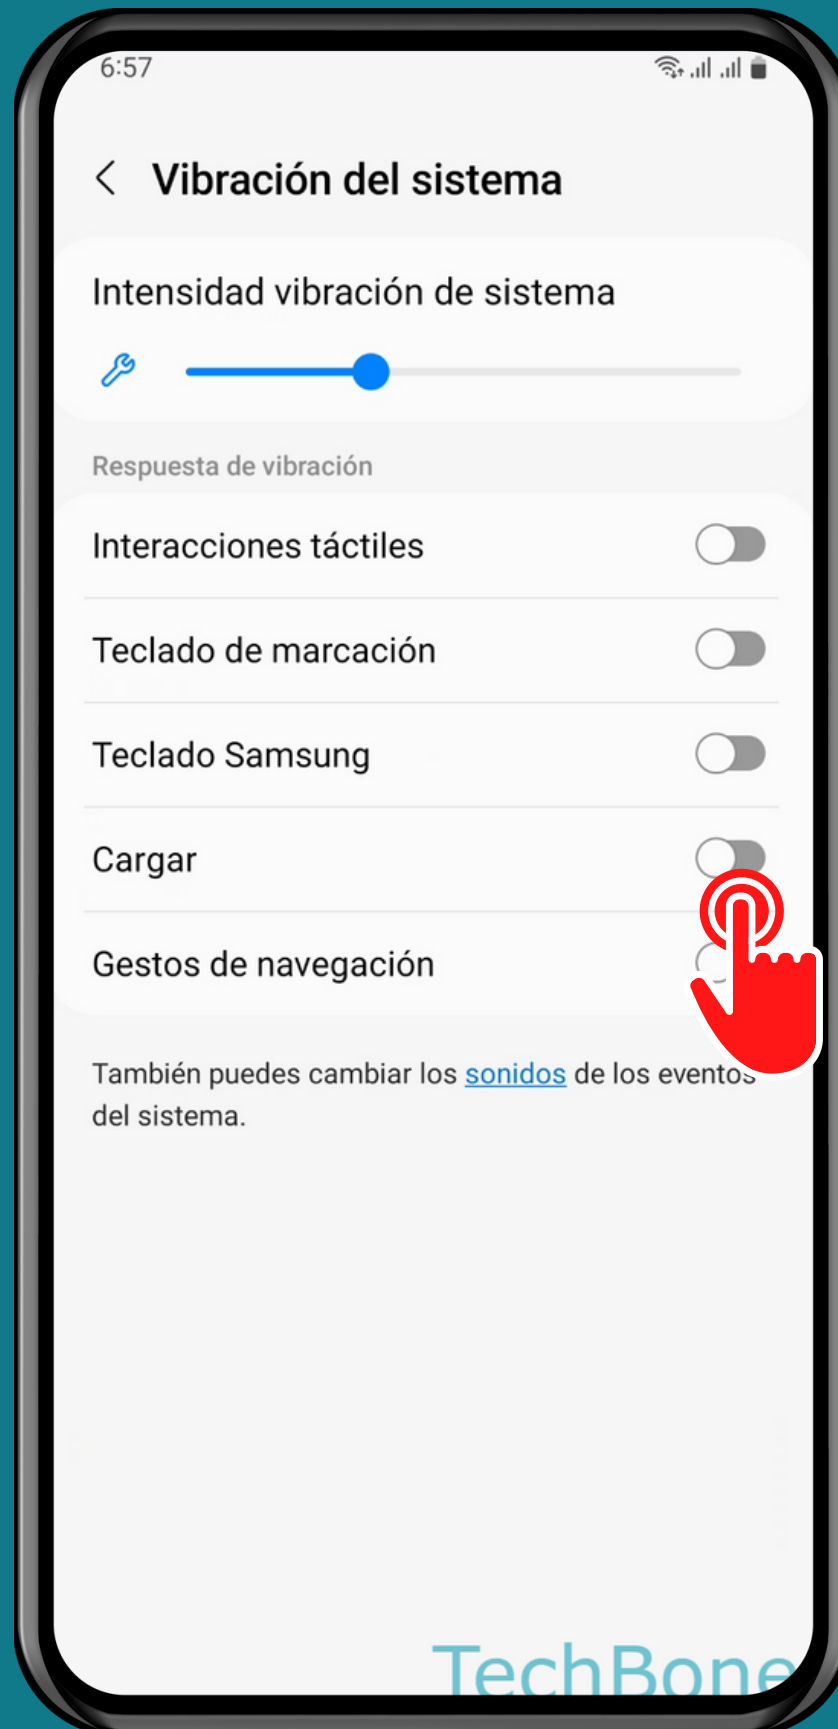 6:57
Vibración del sistema
Intensidad vibración de sistema
Respuesta de vibración
Interacciones táctiles
Teclado de marcación
Teclado Samsung
Cargar
Gestos de navegación
También puedes cambiar los sonidos de los eventos
del sistema.
TechBone